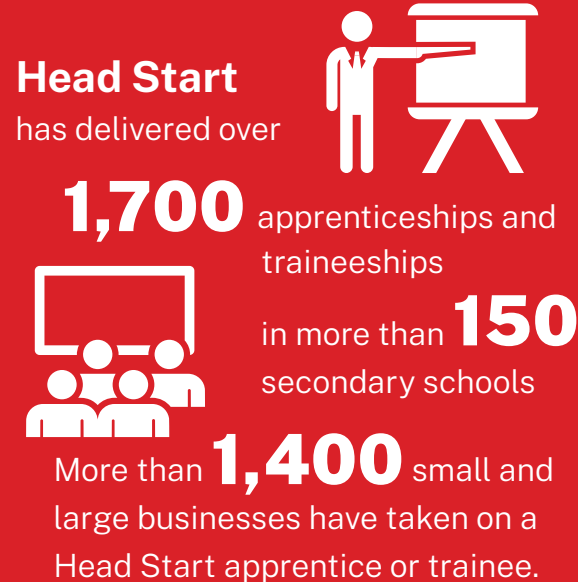 Head Start
has delivered over
1,700 apprenticeships and
traineeships
in more than 150
secondary schools
More than 1,400 small and
large businesses have taken on a
Head Start apprentice or trainee.